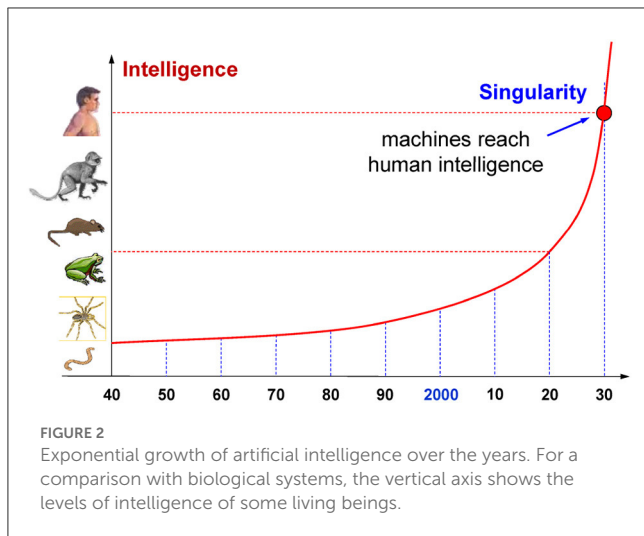 Intelligence
Singularity
machines reach
human intelligence
40 50 60 70 80 90 2000 10 20 30
FIGURE 2
Exponential growth of artificial intelligence over the years. For a
comparison with biological systems, the vertical axis shows the
levels of intelligence of some living beings.